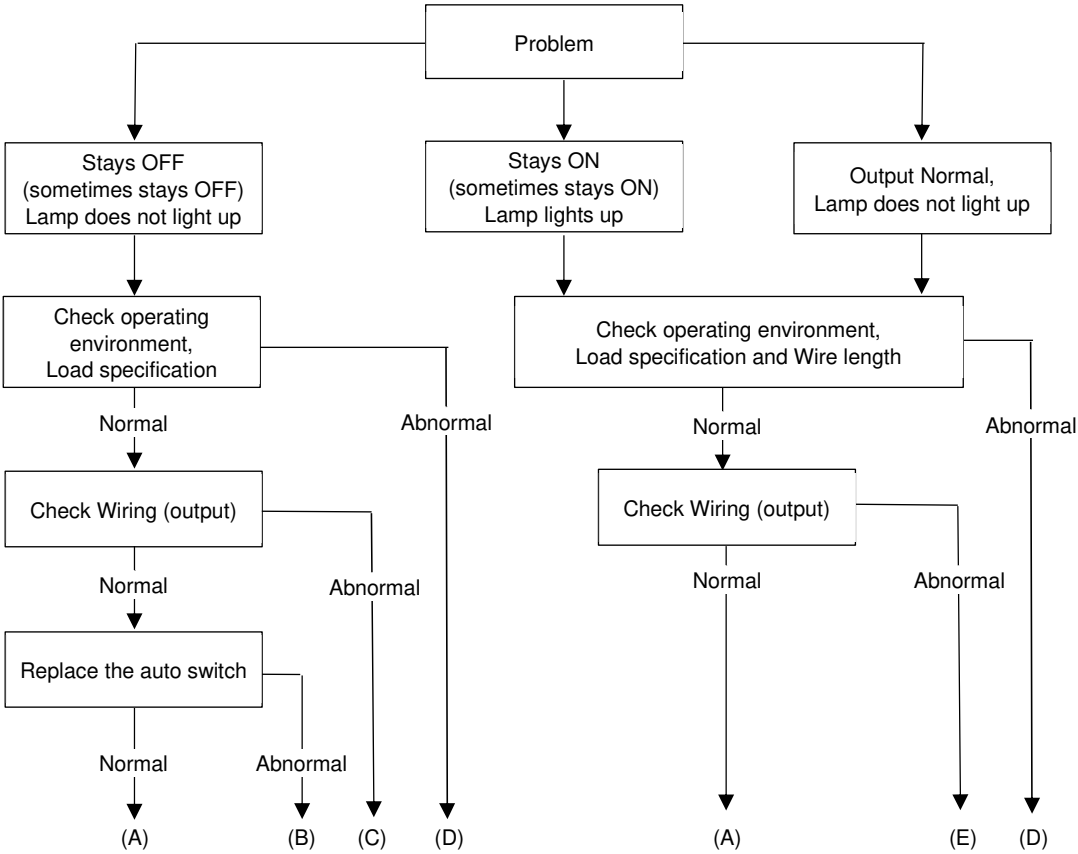 Problem
Stays OFF
(sometimes stays OFF)
Lamp does not light up
Stays ON
(sometimes stays ON)
Lamp lights up
Output Normal,
Lamp does not light up
Check operating
environment,
Load specification
Check operating environment,
Load specification and Wire length
Normal
Abnormal
Normal
Abnormal
Check Wiring (output)
Check Wiring (output)
Normal
Abnormal
Normal
Abnormal
Replace the auto switch
Normal
Abnormal
(A)
(B)
(C)
(D)
(A)
(E)
(D)